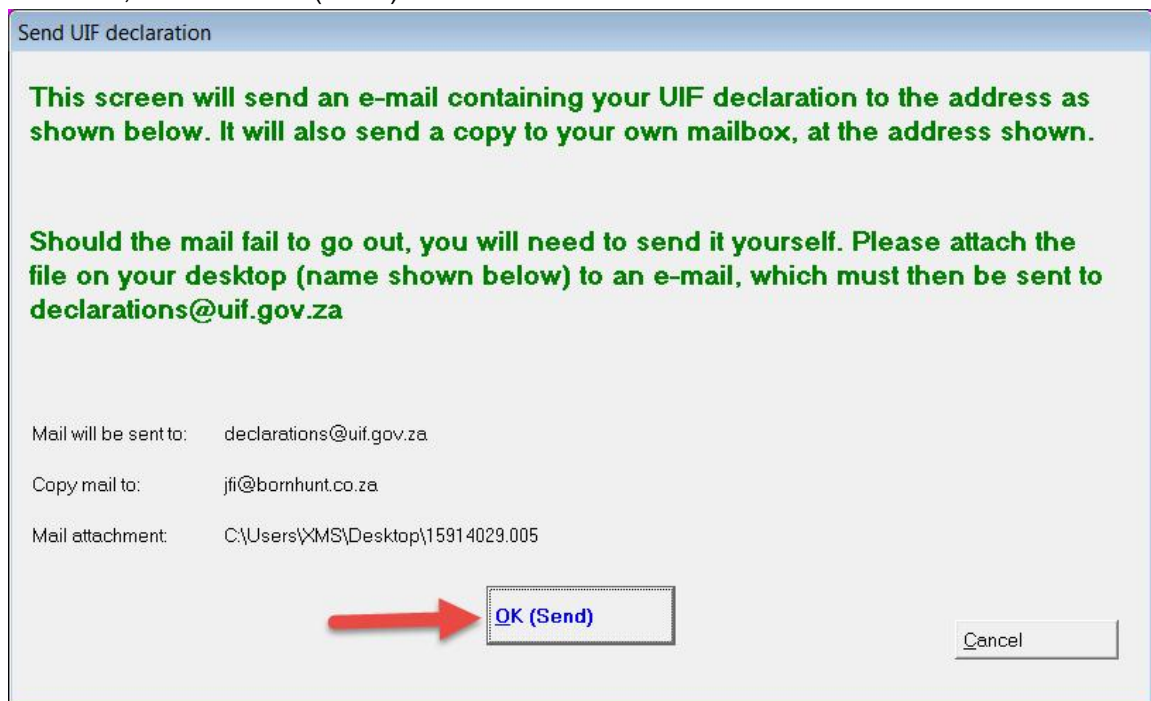 Send UIF declaration
This screen will send an e-mail containing your UIF declaration to the address as
shown below. It will also send a copy to your own mailbox, at the address shown.
Should the mail fail to go out, you will need to send it yourself. Please attach the
file on your desktop (name shown below) to an e-mail, which must then be sent to
declarations@uif.gov.za
Mail will be sent to: declarations@uif.gov.za
Copy mail to: jfi@bornhunt.co.za
Mail attachment: C:\Users\XMS\Desktop\15914029.005
OK (Send)
Cancel